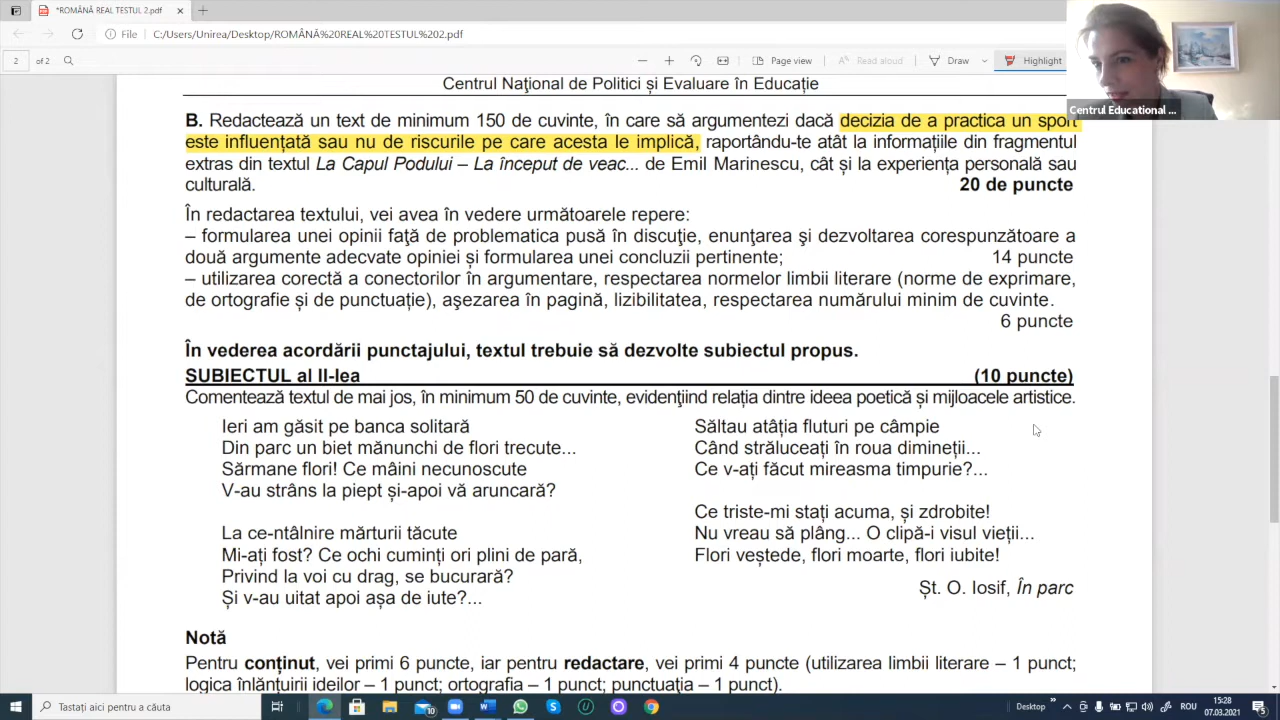 *ROMÂNĂ REAL TESTUL 2.pdf
File C:/Users/Unirea/Desktop/ROMÂNĂ%20REAL%20TESTUL%202.pdf
2 of 2 Page view Read aloud Draw Highlight
Centrul Educational ...
Centrul Naţional de Politici și Evaluare în Educație
B. Redactează un text de minimum 150 de cuvinte, în care să argumentezi dacă decizia de a practica un sport
este influențată sau nu de riscurile pe care acesta le implică, raportându-te atât la informațiile din fragmentul
extras din textul La Capul Podului – La început de veac... de Emil Marinescu, cât și la experiența personală sau
culturală. 20 de puncte
În redactarea textului, vei avea în vedere următoarele repere:
– formularea unei opinii faţă de problematica pusă în discuţie, enunţarea şi dezvoltarea corespunzătoare a
două argumente adecvate opiniei și formularea unei concluzii pertinente; 14 puncte
– utilizarea corectă a conectorilor în argumentare, respectarea normelor limbii literare (norme de exprimare,
de ortografie și de punctuație), aşezarea în pagină, lizibilitatea, respectarea numărului minim de cuvinte.
6 puncte
În vederea acordării punctajului, textul trebuie să dezvolte subiectul propus.
SUBIECTUL al II-lea (10 puncte)
Comentează textul de mai jos, în minimum 50 de cuvinte, evidenţiind relația dintre ideea poetică și mijloacele artistice.
Ieri am găsit pe banca solitară
Din parc un biet mănunchi de flori trecute...
Sărmane flori! Ce mâini necunoscute
V-au strâns la piept și-apoi vă aruncară?
La ce-ntâlnire mărturii tăcute
Mi-ați fost? Ce ochi cuminți ori plini de pară,
Privind la voi cu drag, se bucurară?
Și v-au uitat apoi așa de iute?...
Săltau atâția fluturi pe câmpie
Când străluceați în roua dimineții...
Ce v-ați făcut mireasma timpurie?...
Ce triste-mi stați acuma, și zdrobite!
Nu vreau să plâng... O clipă-i visul vieții...
Flori veștede, flori moarte, flori iubite!
Șt. O. Iosif, În parc
Notă
Pentru conținut, vei primi 6 puncte, iar pentru redactare, vei primi 4 puncte (utilizarea limbii literare – 1 punct;
logica înlănțuirii ideilor – 1 punct; ortografia – 1 punct; punctuaţia – 1 punct).
Tastați aici pentru a căuta
10
Desktop
ROU
15:28
07.03.2021
5